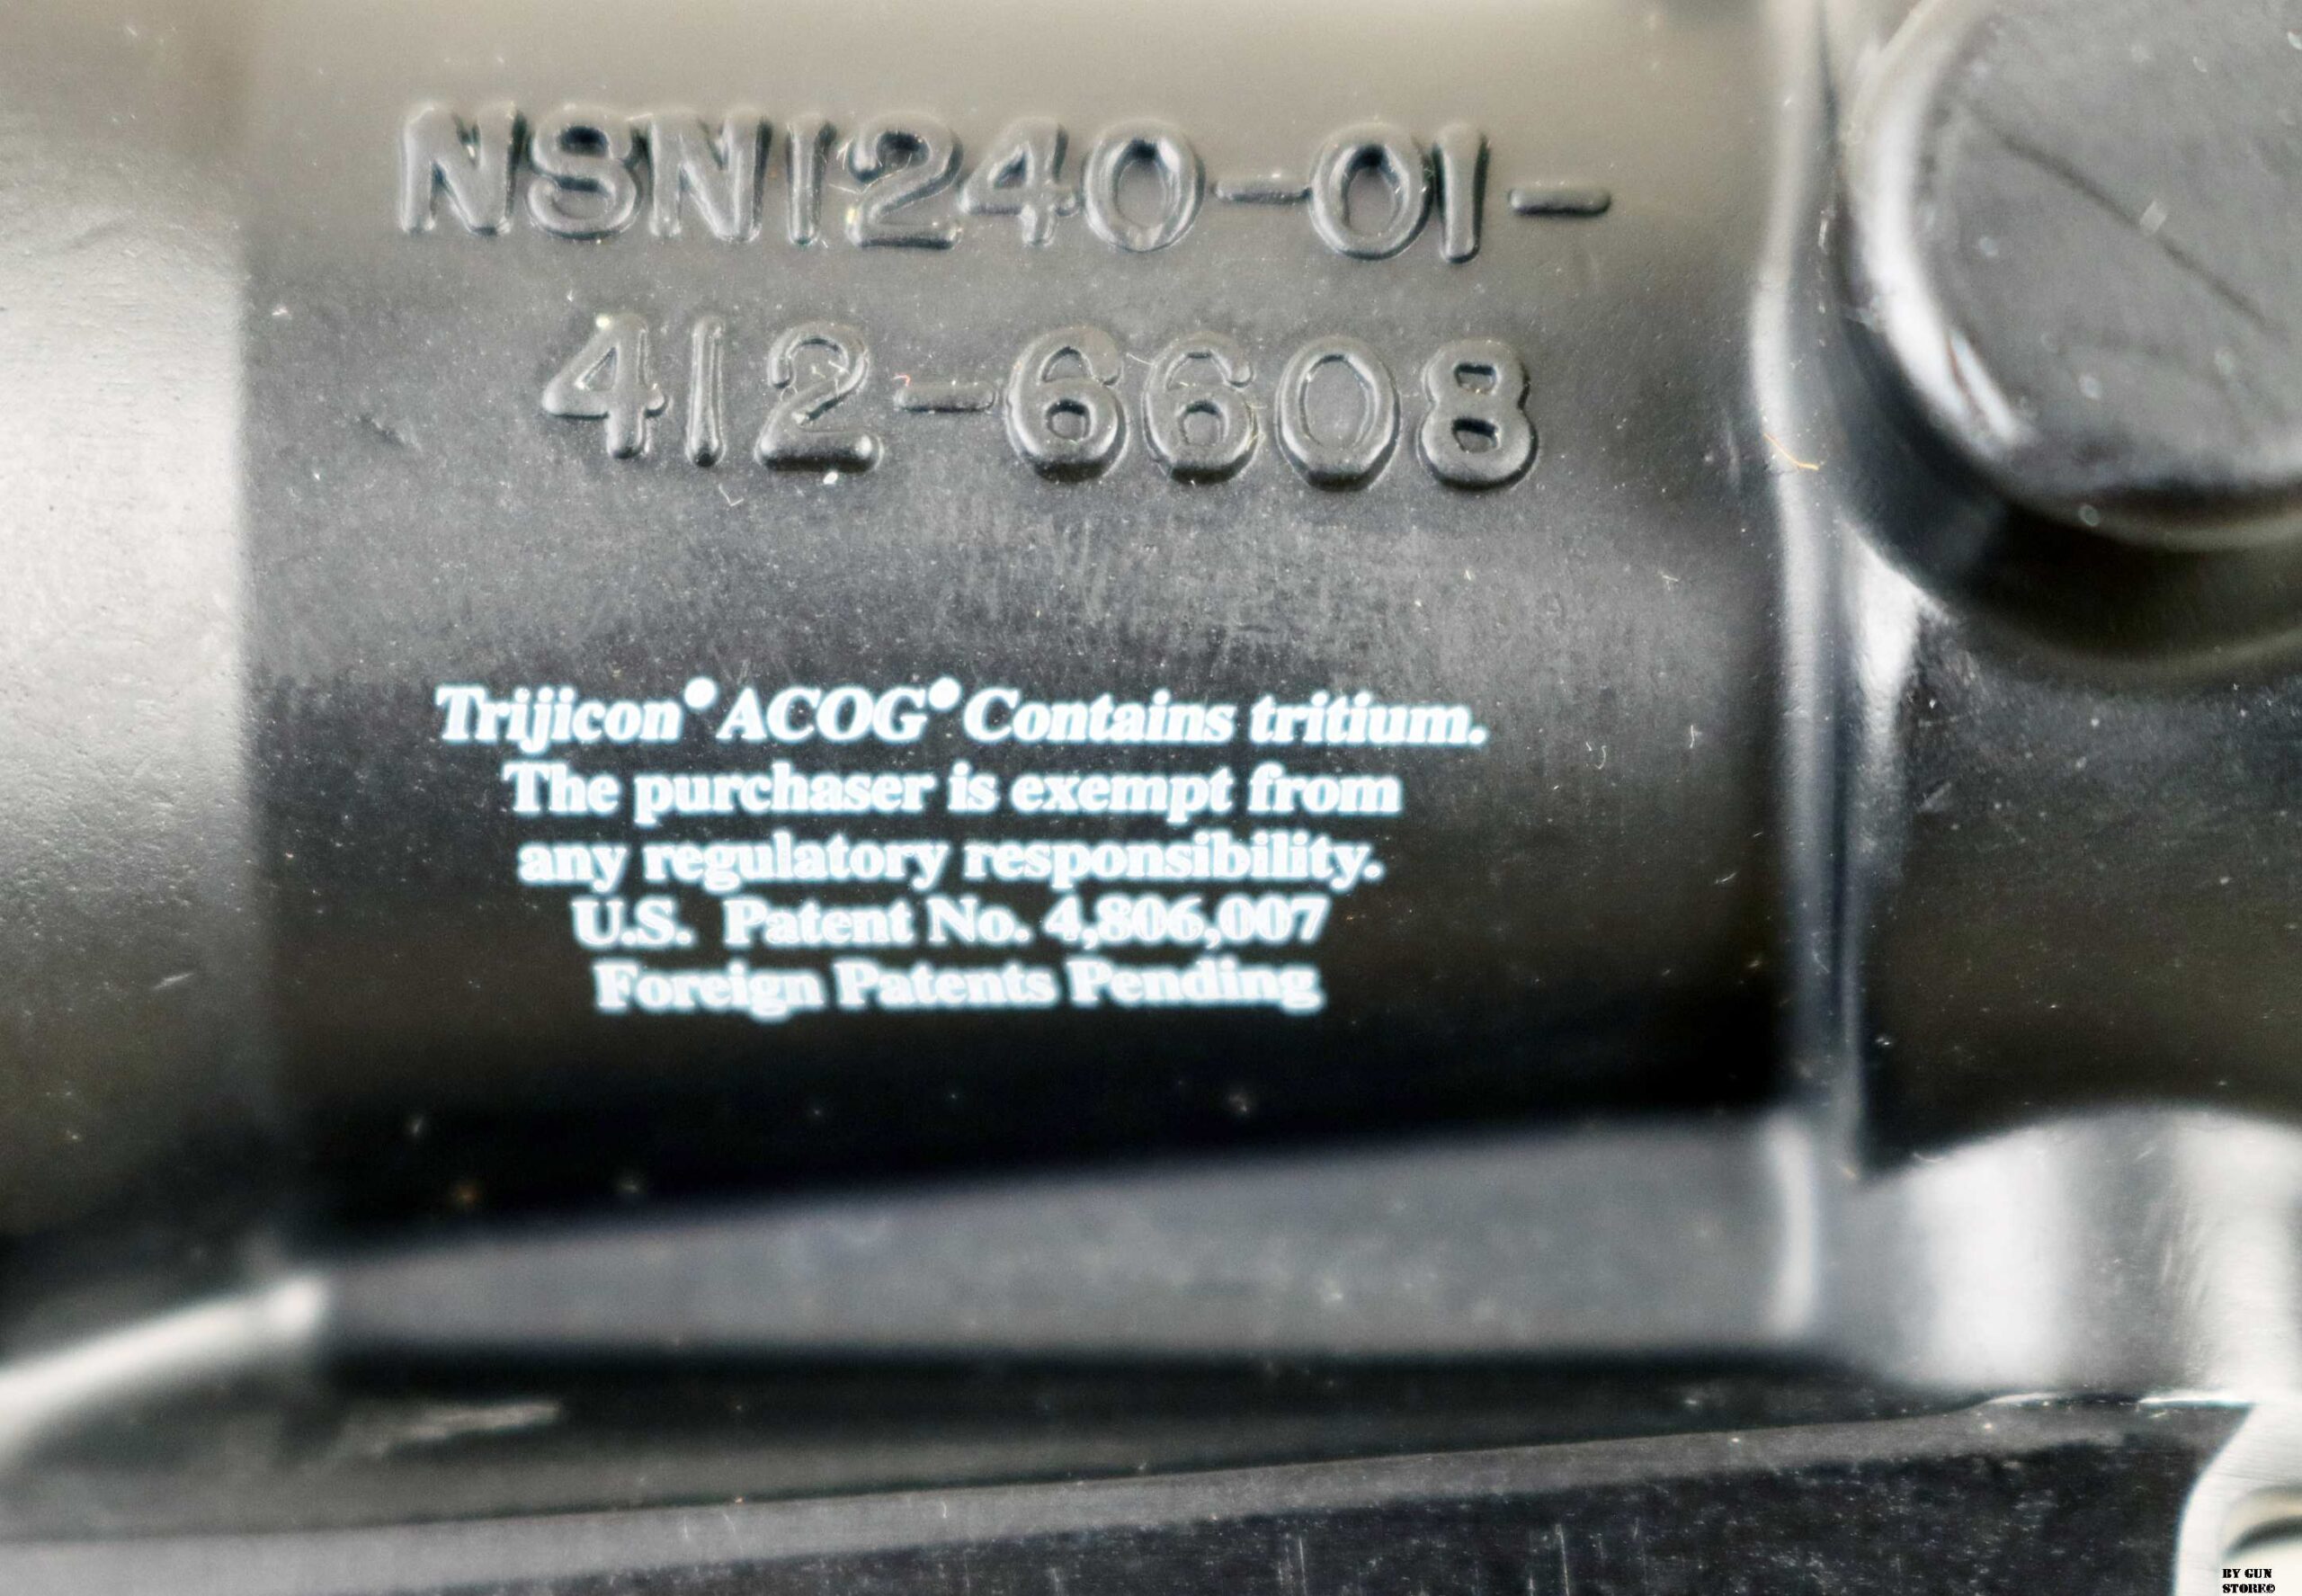 NSN1240-01-
412-6608
Trijicon® ACOG® Contains tritium.
The purchaser is exempt from
any regulatory responsibility.
U.S. Patent No. 4,806,007
Foreign Patents Pending
BY GUN
STORE©